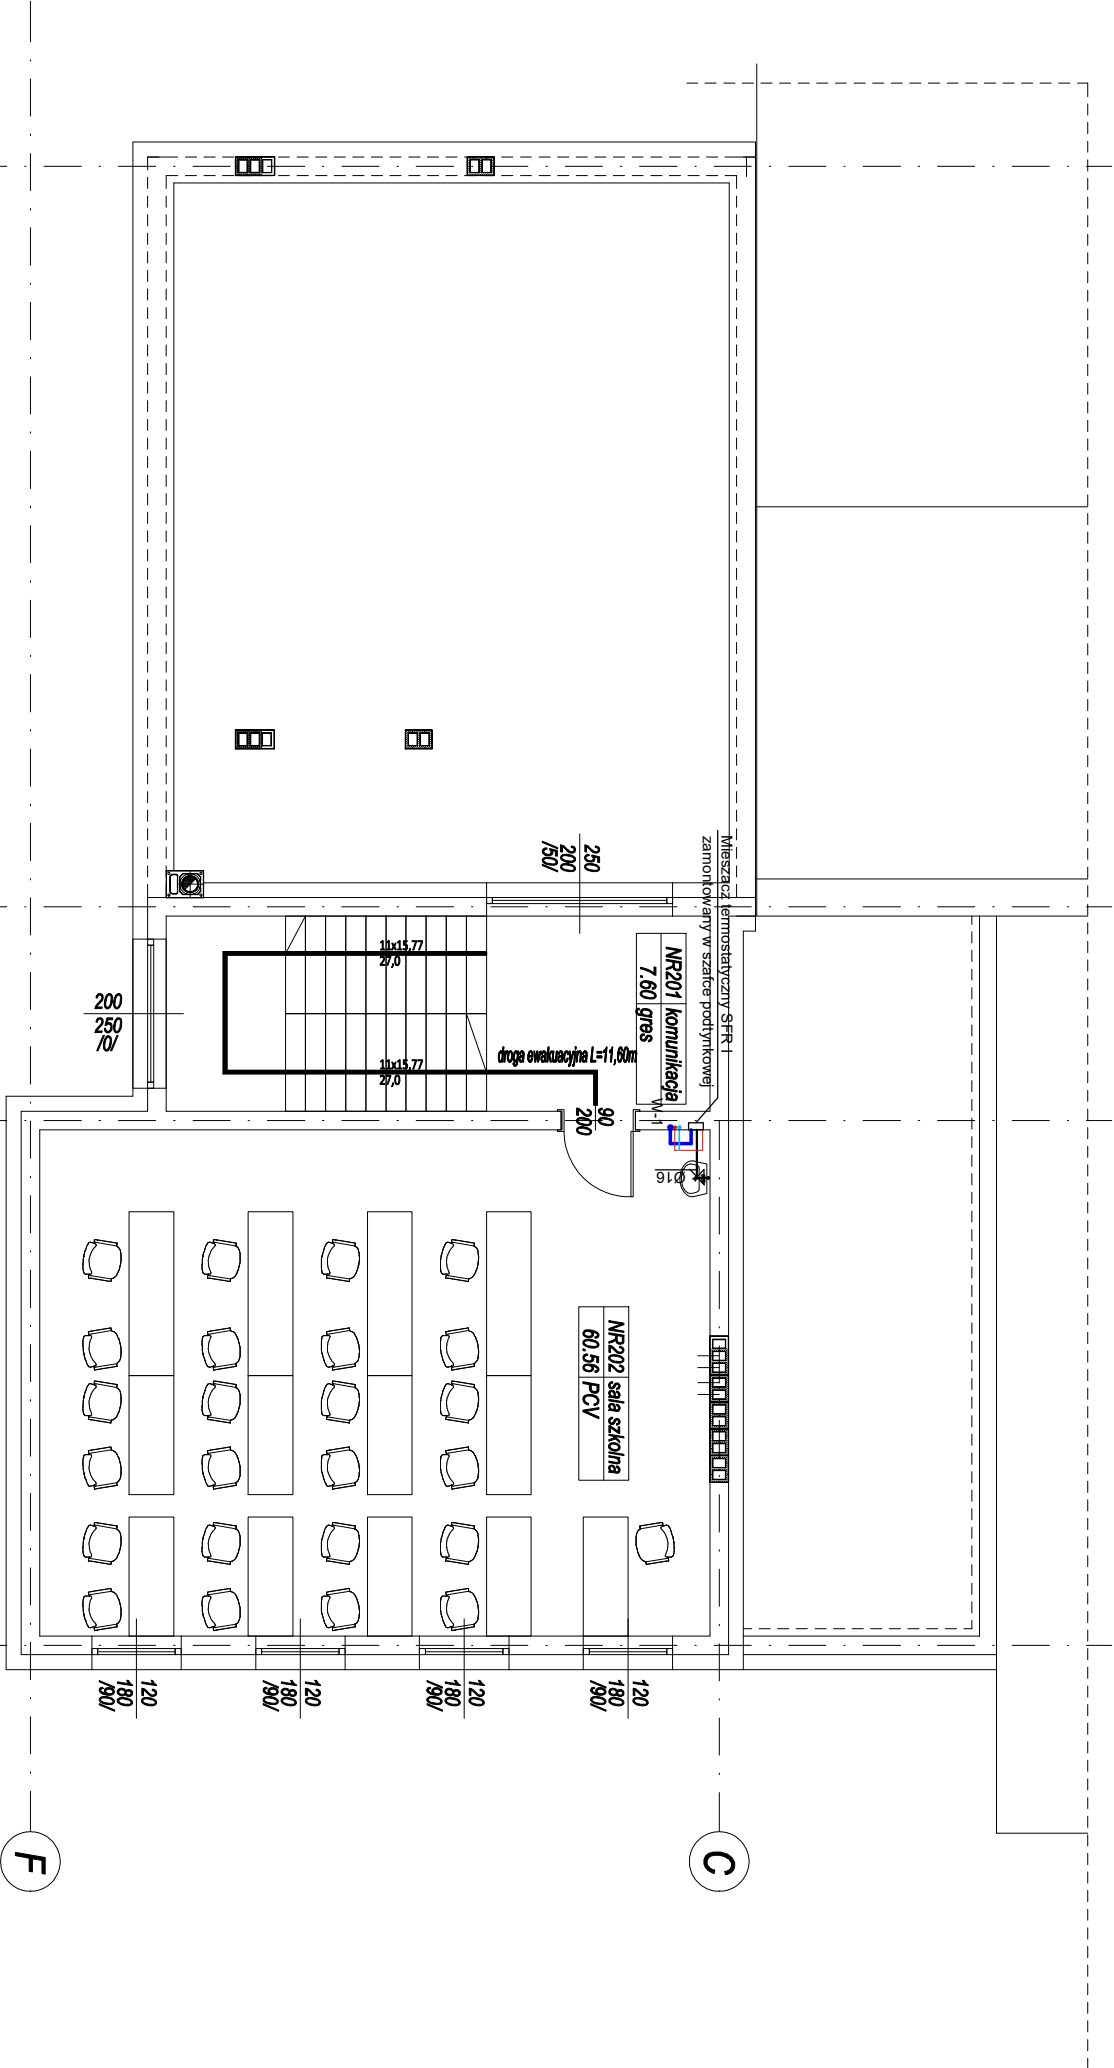 250
200
/50/
Mieszacz termostatyczny SFR I
zamontowany w szafce podtynkowej
NR201 komunikacja
7.60 gres
11x15,77
27,0
200
250
/0/
droga ewakuacyjna L=11,60m
11x15,77
27,0
90
200
W-1
Ø16
NR202 sala szkolna
60.56 PCV
120
180
/90/
120
180
/90/
120
180
/90/
120
180
/90/
F
C